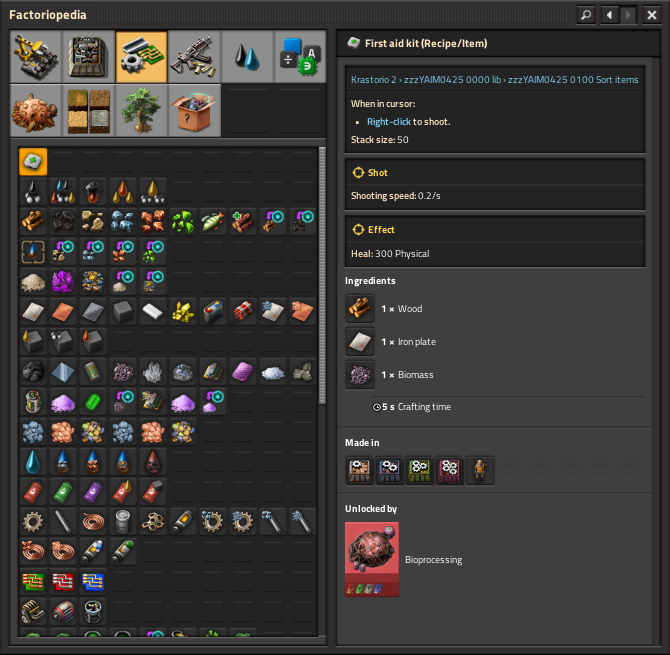 Factoriopedia
First aid kit (Recipe/Item)
Krastorio 2 › zzzYAIM0425 0000 lib › zzzYAIM0425 0100 Sort items
When in cursor:
• Right-click to shoot.
Stack size: 50
Shot
Shooting speed: 0.2/s
Effect
Heal: 300 Physical
Ingredients
1 × Wood
1 × Iron plate
1 × Biomass
5 s Crafting time
Made in
Unlocked by
Bioprocessing